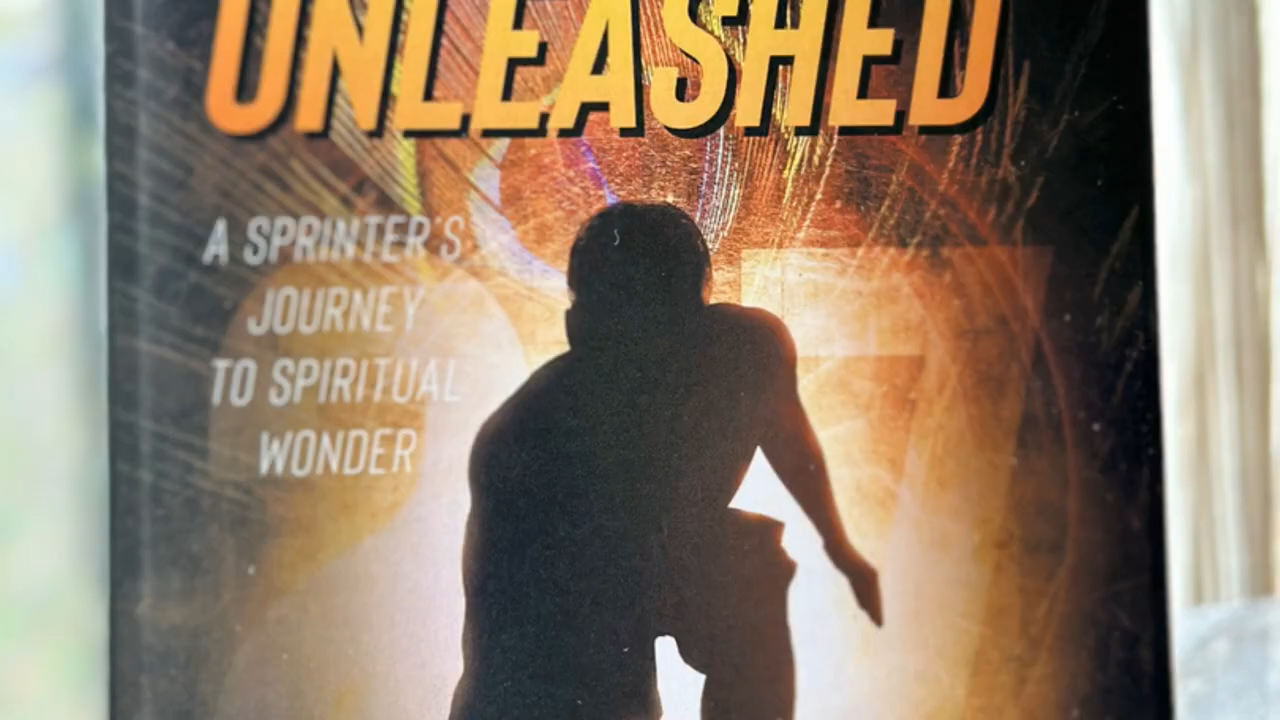 UNLEASHED
A SPRINTER'S
JOURNEY
TO SPIRITUAL
WONDER